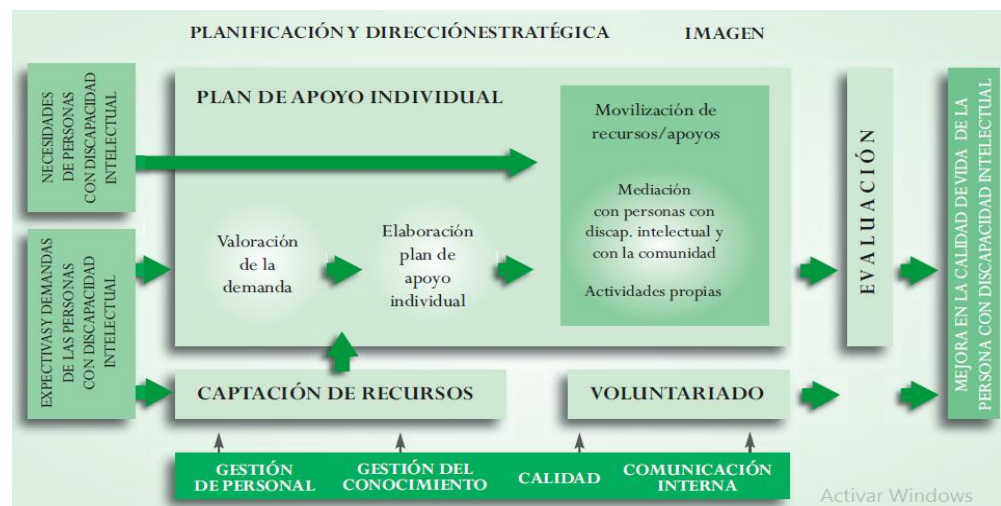 PLANIFICACIÓN Y DIRECCIÓNESTRATÉGICA
IMAGEN
NECESIDADES
DE PERSONAS
CON DISCAPACIDAD
INTELECTUAL
EXPECTIVAS Y DEMANDAS
DE LAS PERSONAS
CON DISCAPACIDAD
INTELECTUAL
PLAN DE APOYO INDIVIDUAL
Valoración
de la
demanda
Elaboración
plan de
apoyo
individual
Movilización de
recursos/apoyos
Mediación
con personas con
discap. intelectual y
con la comunidad
Actividades propias
CAPTACIÓN DE RECURSOS
VOLUNTARIADO
EVALUACIÓN
MEJORA EN LA CALIDAD DE VIDA DE LA
PERSONA CON DISCAPACIDAD INTELECTUAL
GESTIÓN
DE PERSONAL
GESTIÓN DEL
CONOCIMIENTO
CALIDAD
COMUNICACIÓN
INTERNA
Activar Windows